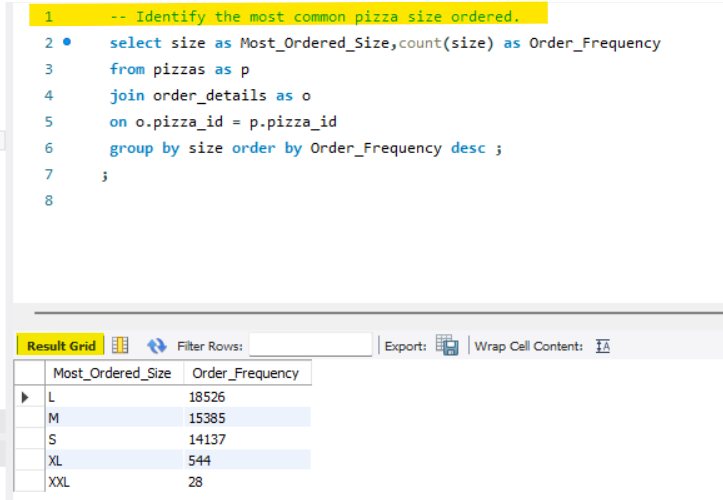 1 -- Identify the most common pizza size ordered.
2 select size as Most_Ordered_Size,count(size) as Order_Frequency
3 from pizzas as p
4 join order_details as o
5 on o.pizza_id = p.pizza_id
6 group by size order by Order_Frequency desc ;
7 ;
8
Result Grid Filter Rows: Export: Wrap Cell Content: IA
Most_Ordered_Size Order_Frequency
L 18526
M 15385
S 14137
XL 544
XXL 28